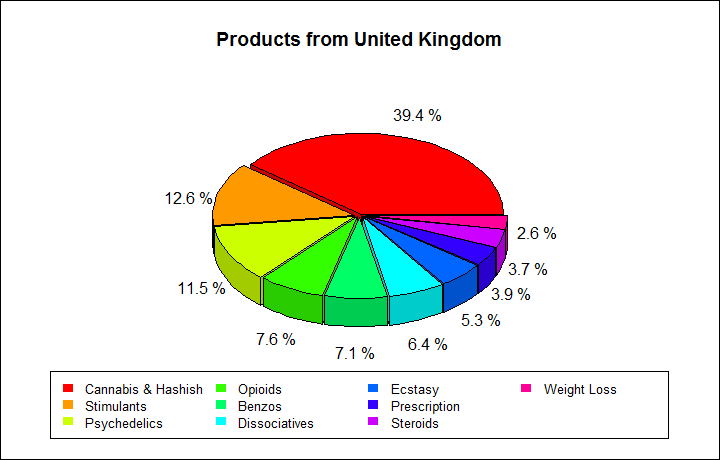 Products from United Kingdom
39.4 %
12.6 %
2.6 %
3.7 %
11.5 %
3.9 %
5.3 %
7.6 %
6.4 %
7.1 %
Cannabis & Hashish Opioids Ecstasy Weight Loss
Stimulants Benzos Prescription
Psychedelics Dissociatives Steroids